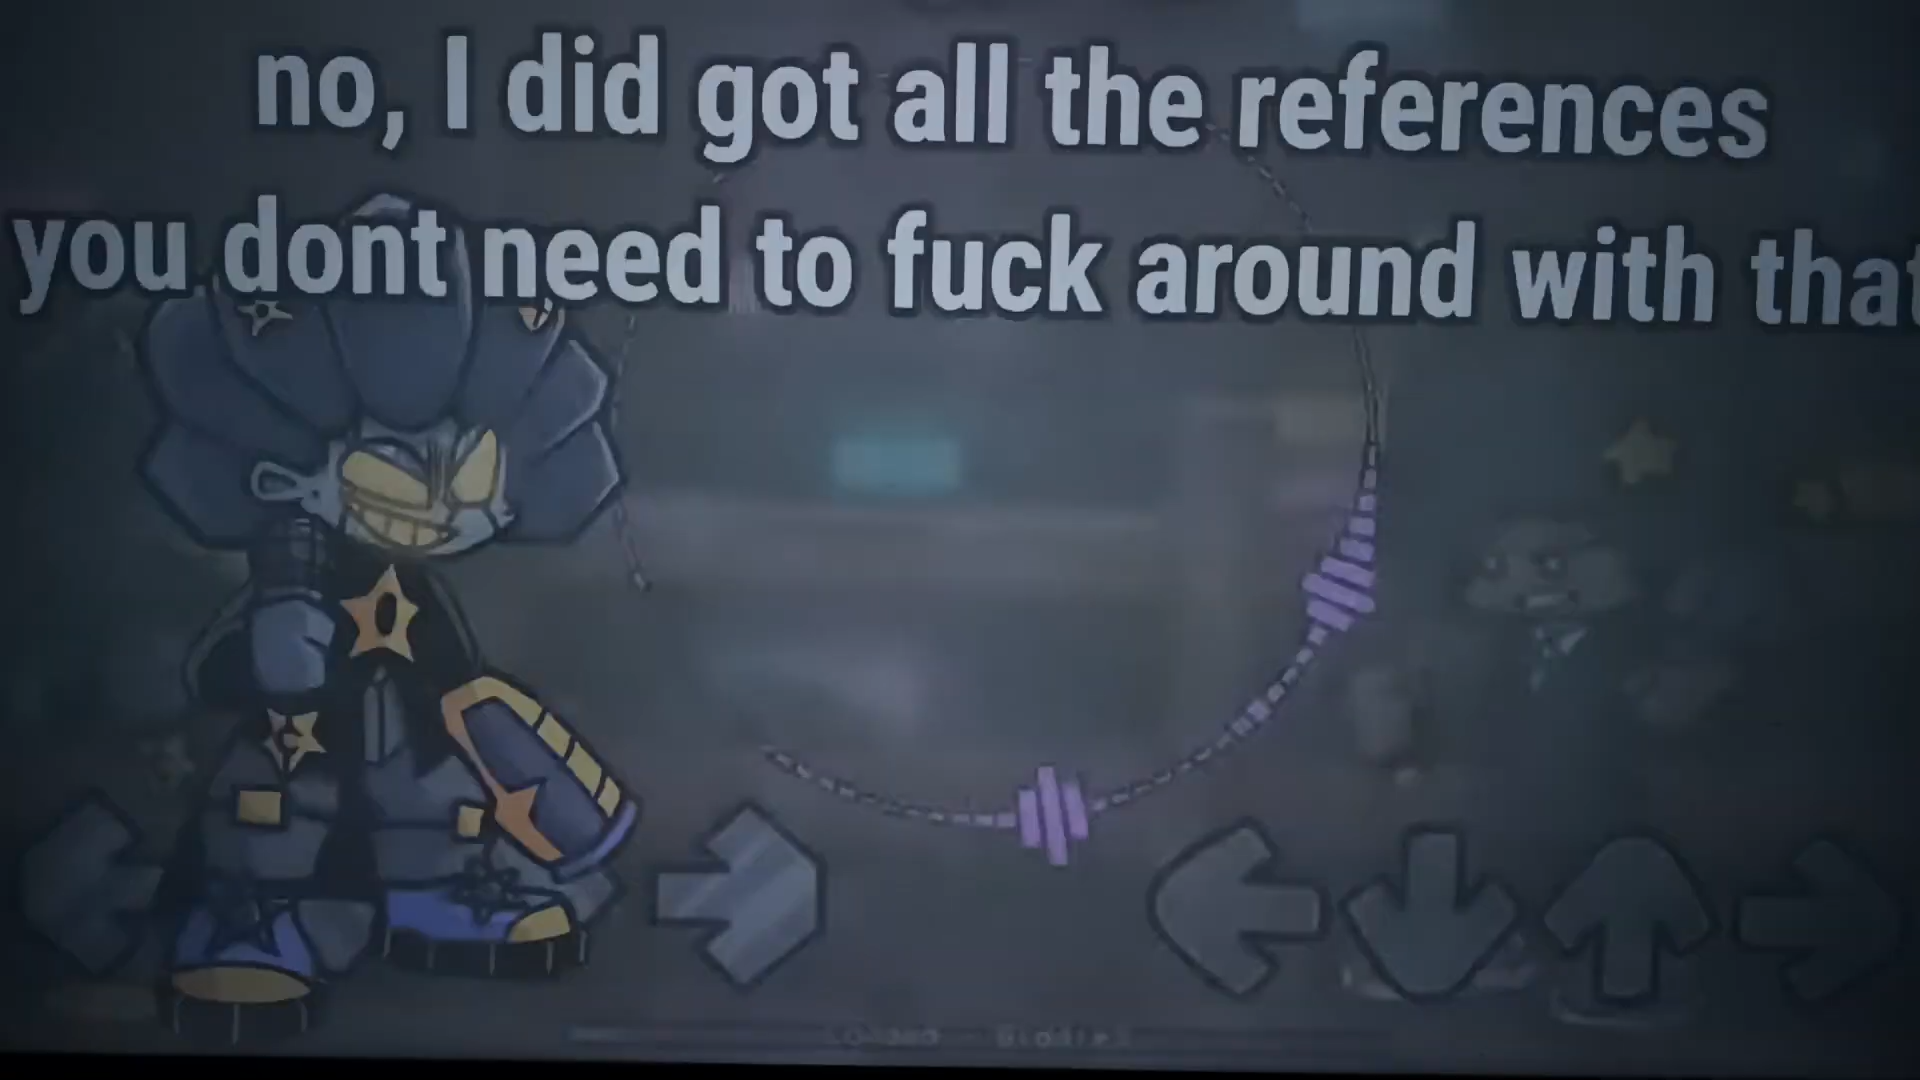 no, I did got all the references
you dont need to fuck around with that